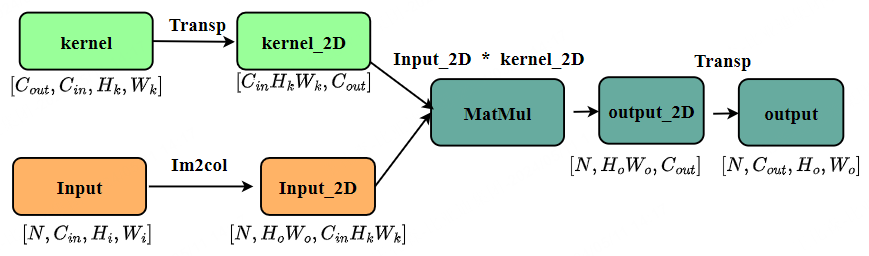 kernel
Transp
kernel_2D
[C_{out}, C_{in}, H_k, W_k]
[C_{in}H_kW_k, C_{out}]
Input_2D * kernel_2D
Transp
MatMul
output_2D
output
[N, H_oW_o, C_{out}]
[N, C_{out}, H_o, W_o]
Input
Im2col
Input_2D
[N, C_{in}, H_i, W_i]
[N, H_oW_o, C_{in}H_kW_k]